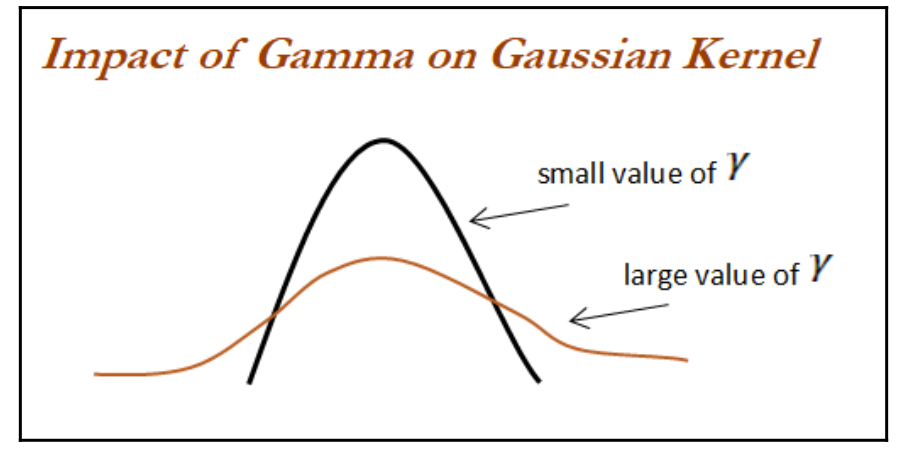 Impact of Gamma on Gaussian Kernel
small value of γ
large value of γ